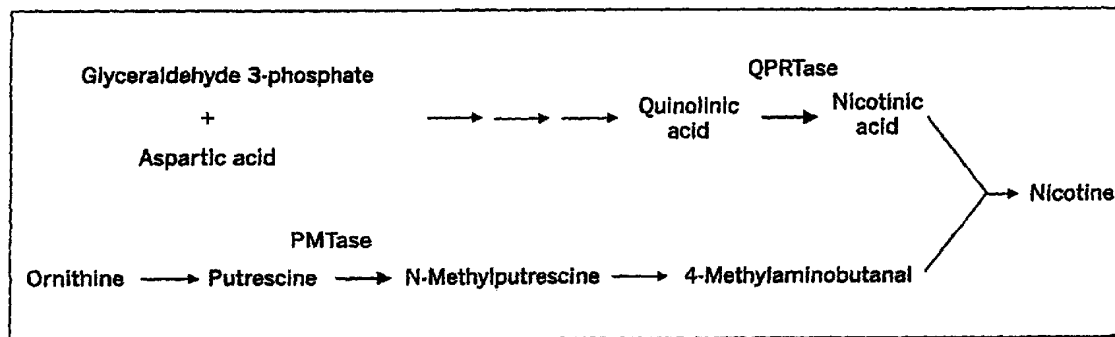 Glyceraldehyde 3-phosphate
+
Aspartic acid
Quinolinic
acid
QPRTase
Nicotinic
acid
Nicotine
PMTase
Ornithine Putrescine N-Methylputrescine 4-Methylaminobutanal